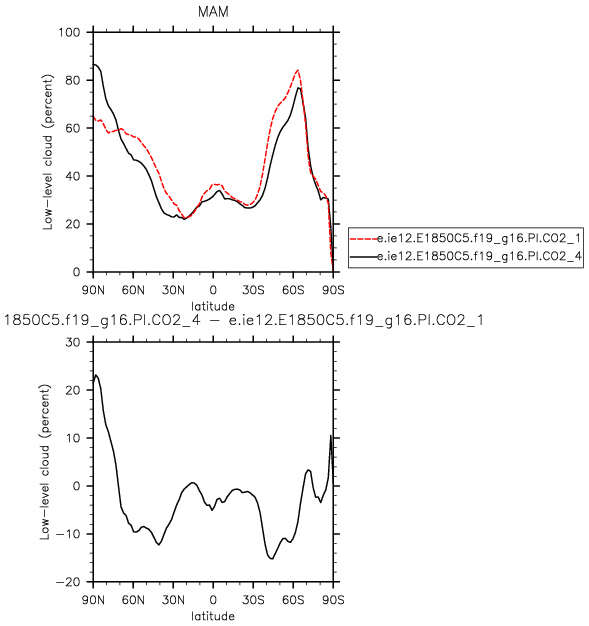 MAM
100
80
60
40
20
0
Low-level cloud (percent)
90N 60N 30N 0 30S 60S 90S
latitude
e.ie12.E1850C5.f19_g16.PI.CO2_1
e.ie12.E1850C5.f19_g16.PI.CO2_4
1850C5.f19_g16.PI.CO2_4 - e.ie12.E1850C5.f19_g16.PI.CO2_1
30
20
10
0
-10
-20
Low-level cloud (percent)
90N 60N 30N 0 30S 60S 90S
latitude